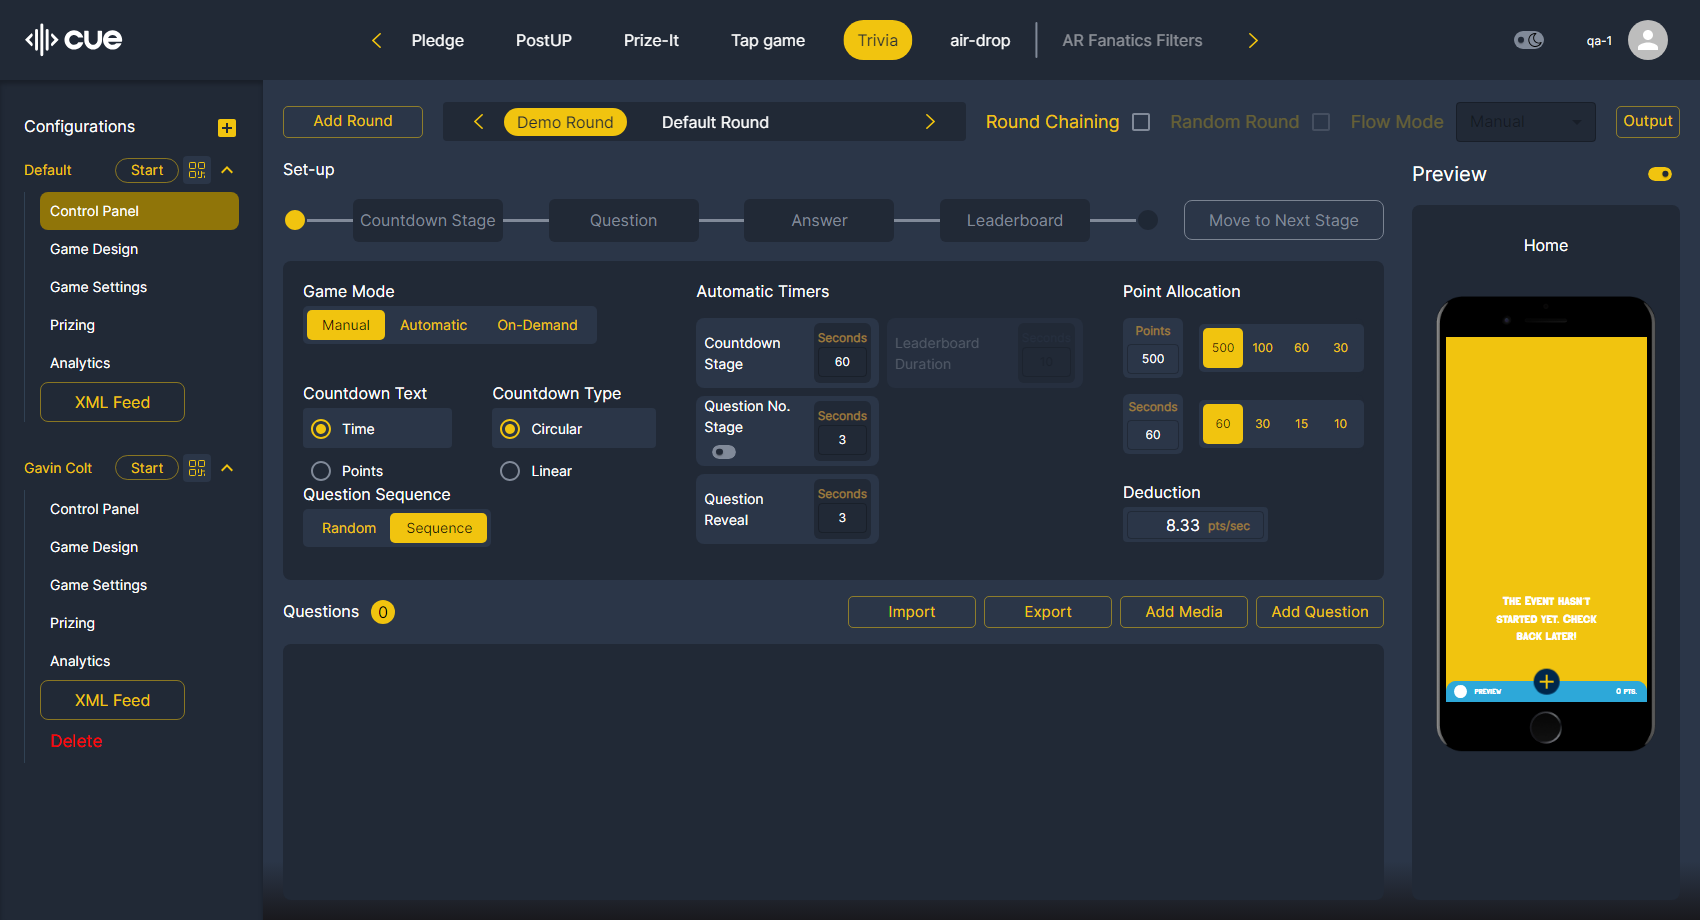 cue
Pledge PostUP Prize-It Tap game Trivia air-drop AR Fanatics Filters
qa-1
Configurations
Default Start
Control Panel
Game Design
Game Settings
Prizing
Analytics
XML Feed
Gavin Colt Start
Control Panel
Game Design
Game Settings
Prizing
Analytics
XML Feed
Delete
Add Round Demo Round Default Round Round Chaining Random Round Flow Mode Manual Output
Set-up
Countdown Stage Question Answer Leaderboard Move to Next Stage
Game Mode
Manual Automatic On-Demand
Countdown Text
Time
Points
Countdown Type
Circular
Linear
Question Sequence
Random Sequence
Automatic Timers
Countdown
Stage
Seconds
60
Leaderboard
Duration
Seconds
10
Question No.
Stage
Seconds
3
Question
Reveal
Seconds
3
Point Allocation
Points
500
500 100 60 30
Seconds
60
60 30 15 10
Deduction
8.33 pts/sec
Questions 0
Import Export Add Media Add Question
Preview
Home
The Event hasn't
started yet. Check
back later!
PREVIEW
0 PTS.